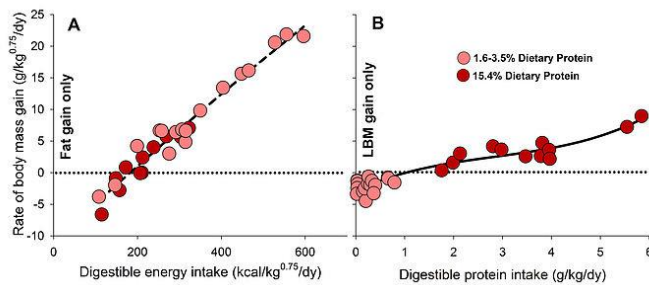 A
B
Rate of body mass gain (g/kg0.75/dy)
Fat gain only
25
20
15
10
5
0
-5
-10
0
200
400
600
Digestible energy intake (kcal/kg0.75/dy)
LBM gain only
1.6-3.5% Dietary Protein
15.4% Dietary Protein
0
1
2
3
4
5
6
Digestible protein intake (g/kg/dy)